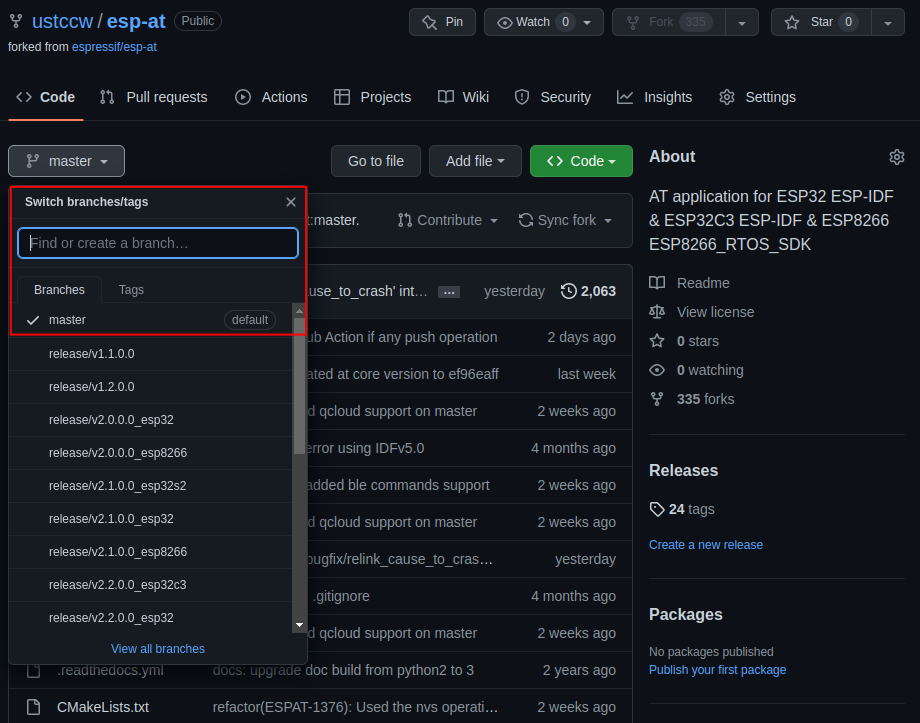 ustccw / esp-at Public Pin Watch 0 Fork 335 Star 0
forked from espressif/esp-at
Code Pull requests Actions Projects Wiki Security Insights Settings
master Go to file Add file Code
Switch branches/tags
:master. Contribute Sync fork
Find or create a branch…
Branches Tags
use_to_crash' int… ... yesterday 2,063
master default
ub Action if any push operation 2 days ago
release/v1.1.0.0
ated at core version to ef96eaff last week
release/v1.2.0.0
d qcloud support on master 2 weeks ago
release/v2.0.0.0_esp32
error using IDFv5.0 4 months ago
release/v2.0.0.0_esp8266
added ble commands support 2 weeks ago
release/v2.1.0.0_esp32s2
d qcloud support on master 2 weeks ago
release/v2.1.0.0_esp32
bugfix/relink_cause_to_cras… yesterday
release/v2.1.0.0_esp8266
.gitignore 4 months ago
release/v2.2.0.0_esp32c3
d qcloud support on master 2 weeks ago
release/v2.2.0.0_esp32
View all branches
.readthedocs.yml docs: upgrade doc build from python2 to 3 2 years ago
CMakeLists.txt refactor(ESPAT-1376): Used the nvs operati… 2 weeks ago
About
AT application for ESP32 ESP-IDF
& ESP32C3 ESP-IDF & ESP8266
ESP8266_RTOS_SDK
Readme
View license
0 stars
0 watching
335 forks
Releases
24 tags
Create a new release
Packages
No packages published
Publish your first package